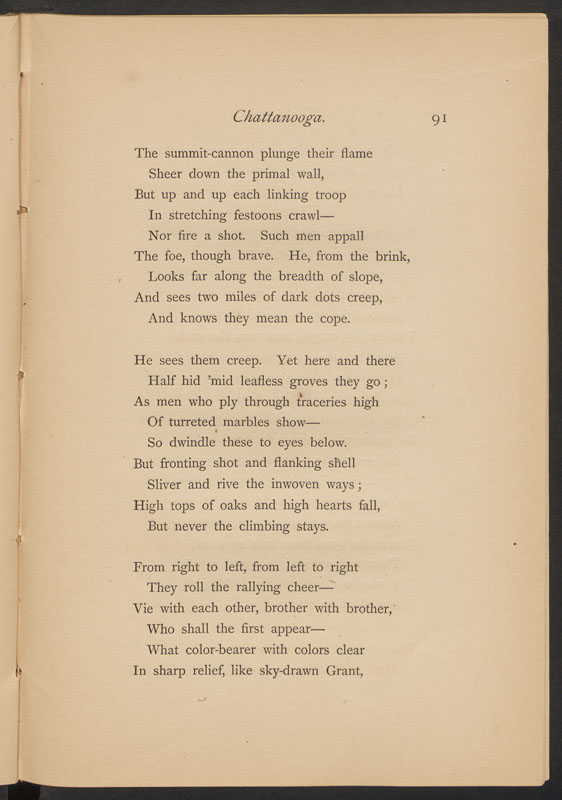 Chattanooga. 91
The summit-cannon plunge their flame
Sheer down the primal wall,
But up and up each linking troop
In stretching festoons crawl—
Nor fire a shot. Such men appall
The foe, though brave. He, from the brink,
Looks far along the breadth of slope,
And sees two miles of dark dots creep,
And knows they mean the cope.
He sees them creep. Yet here and there
Half hid 'mid leafless groves they go;
As men who ply through traceries high
Of turreted marbles show—
So dwindle these to eyes below.
But fronting shot and flanking shell
Sliver and rive the inwoven ways;
High tops of oaks and high hearts fall,
But never the climbing stays.
From right to left, from left to right
They roll the rallying cheer—
Vie with each other, brother with brother,
Who shall the first appear—
What color-bearer with colors clear
In sharp relief, like sky-drawn Grant,